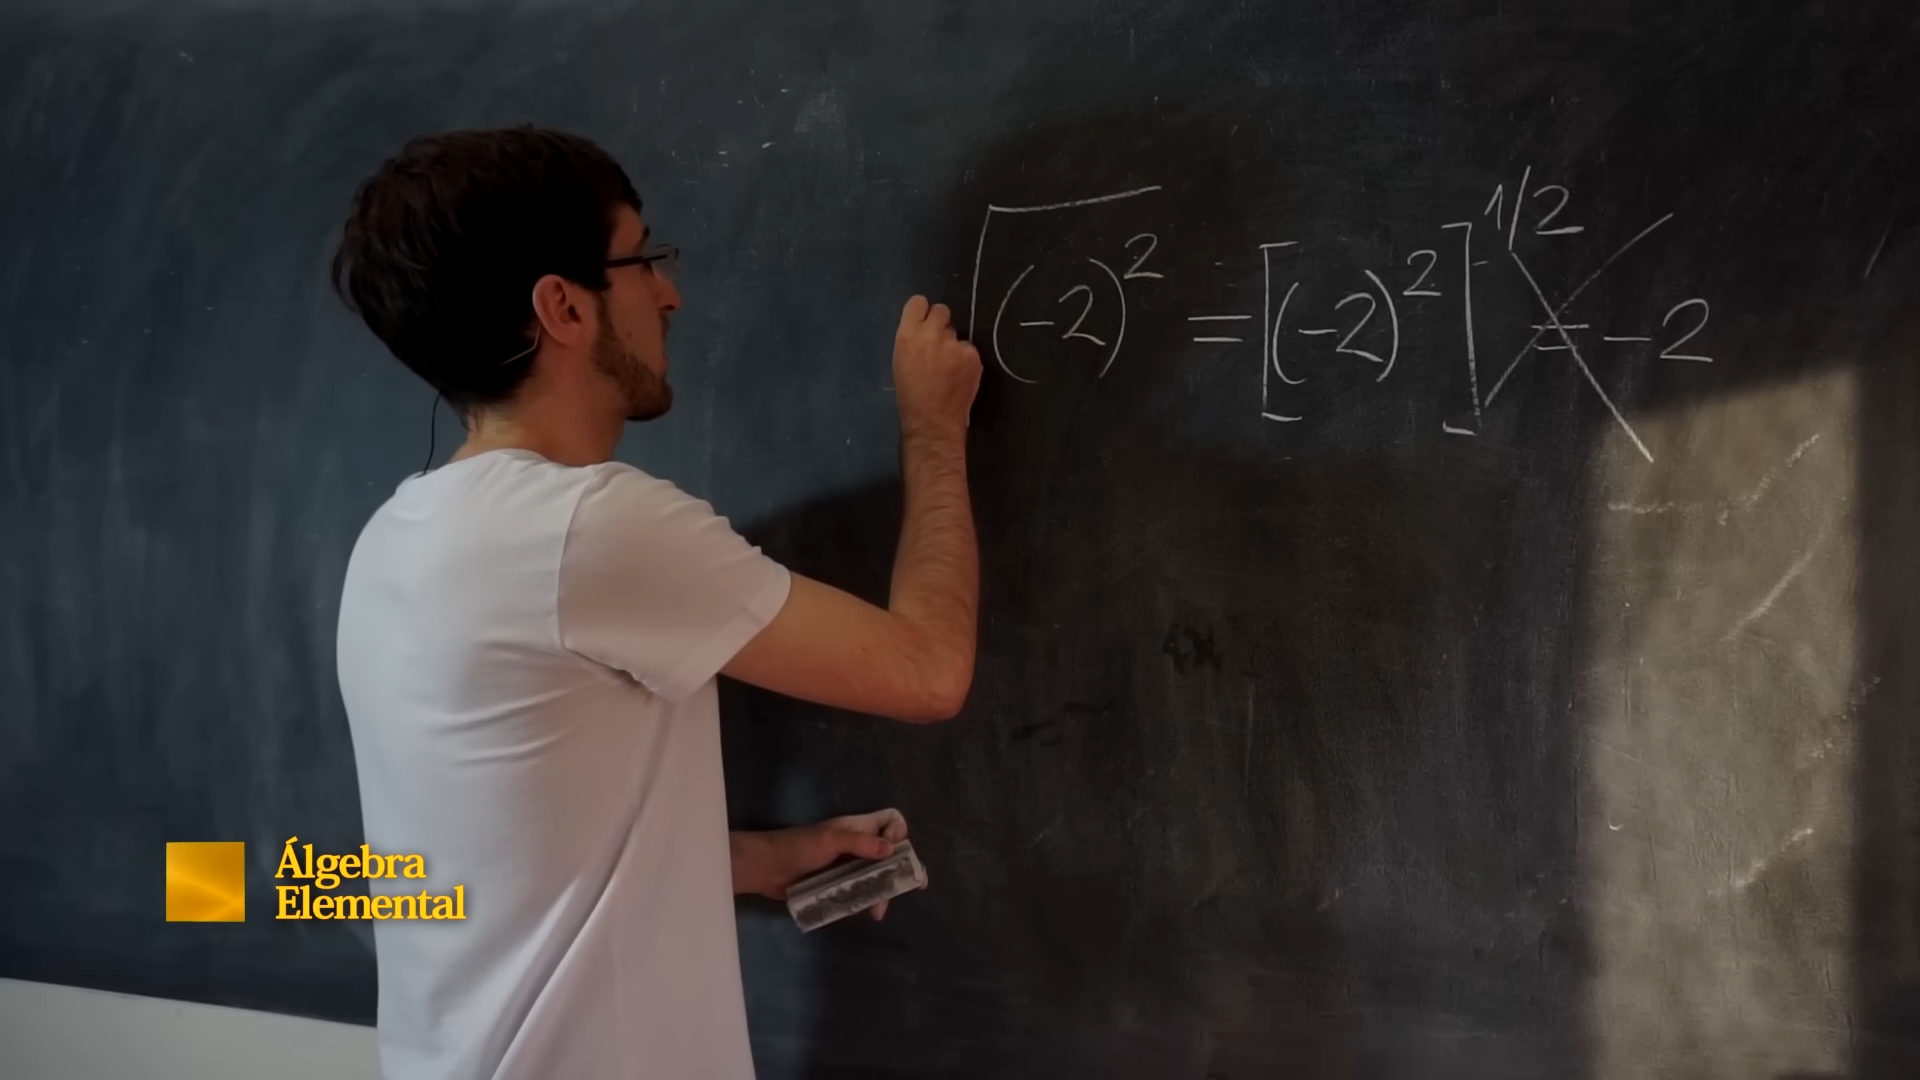 √(-2)² = [(-2)²]^1/2 = -2
Álgebra
Elemental